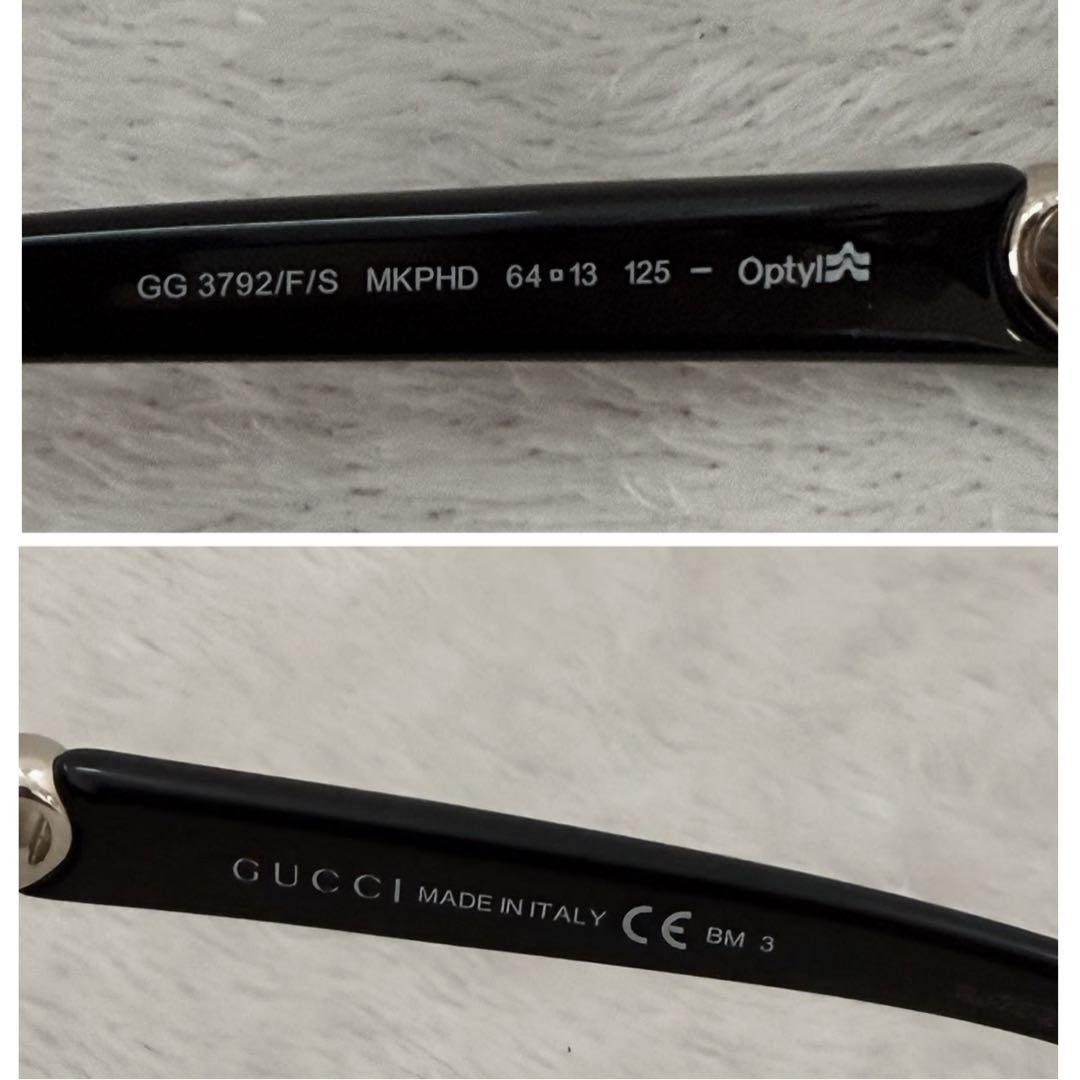 GG 3792/F/S MKPHD 64▫13 125 – Optyl
GUCCI MADE IN ITALY CE BM 3